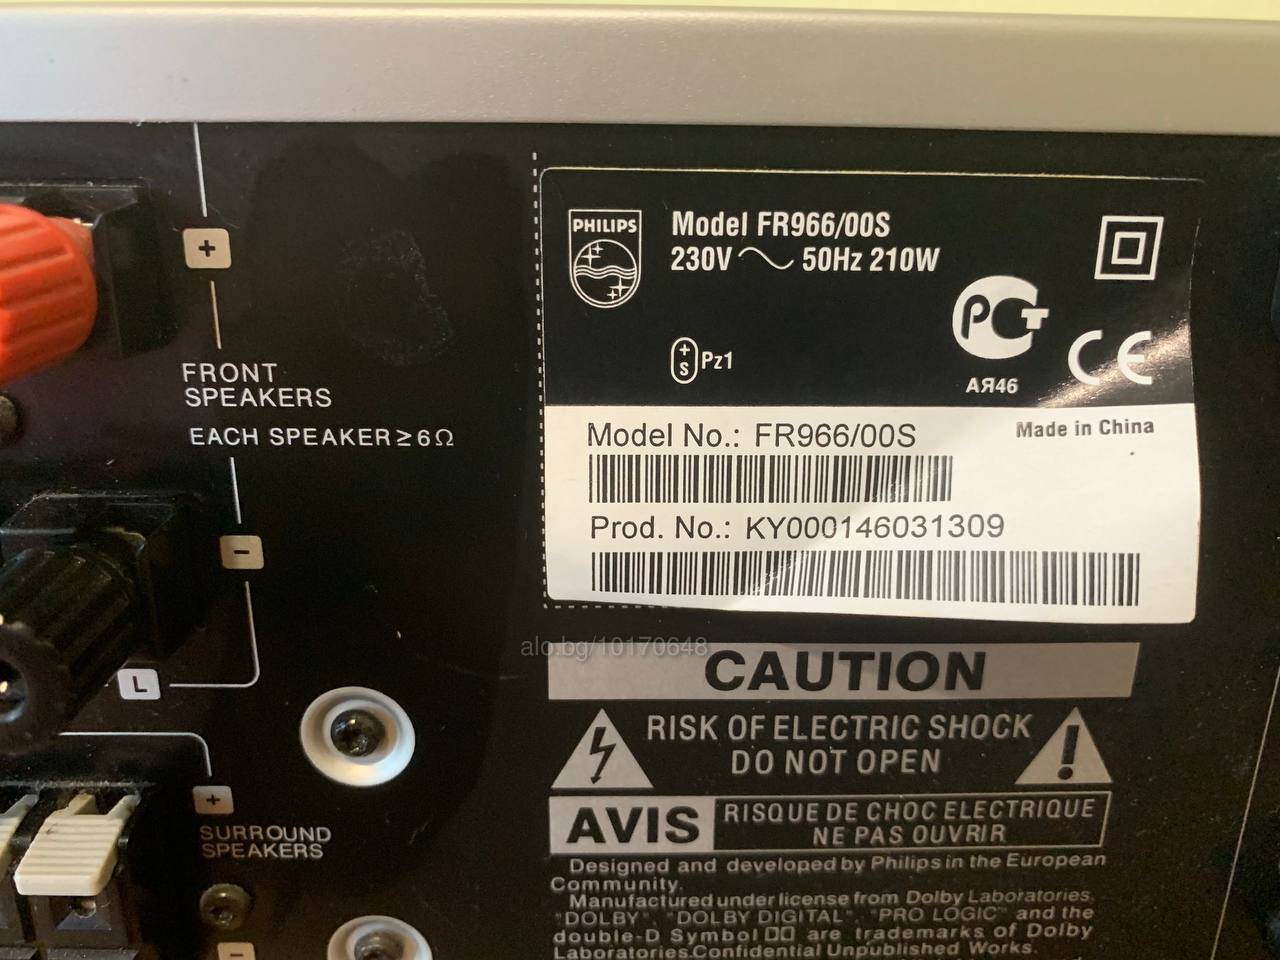 +
FRONT
SPEAKERS
EACH SPEAKER ≥ 6Ω
-
L
+
SURROUND
SPEAKERS
-
PHILIPS
Model FR966/00S
230V ~ 50Hz 210W
+
S
Pz1
РСТ
АЯ46
CE
Model No.: FR966/00S
Made in China
Prod. No.: KY000146031309
alo.bg/10170648
CAUTION
RISK OF ELECTRIC SHOCK
DO NOT OPEN
!
AVIS
RISQUE DE CHOC ELECTRIQUE
NE PAS OUVRIR
Designed and developed by Philips in the European
Community.
Manufactured under license from Dolby Laboratories.
"DOLBY", "DOLBY DIGITAL", "PRO LOGIC" and the
double-D Symbol are trademarks of Dolby
Laboratories.Confidential Unpublished Works.